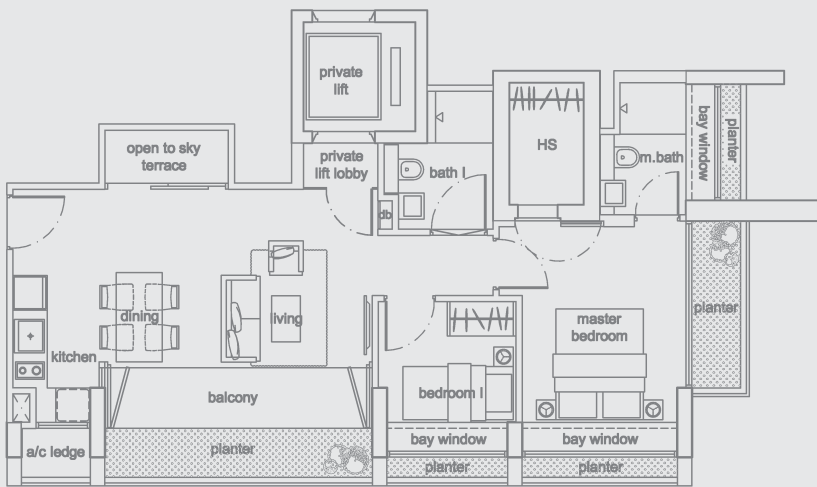 private
lift
open to sky
terrace
private
lift lobby
bath I
HS
m.bath
bay window
planter
db
dining
living
kitchen
master
bedroom
planter
balcony
bedroom I
a/c ledge
planter
bay window
bay window
planter
planter